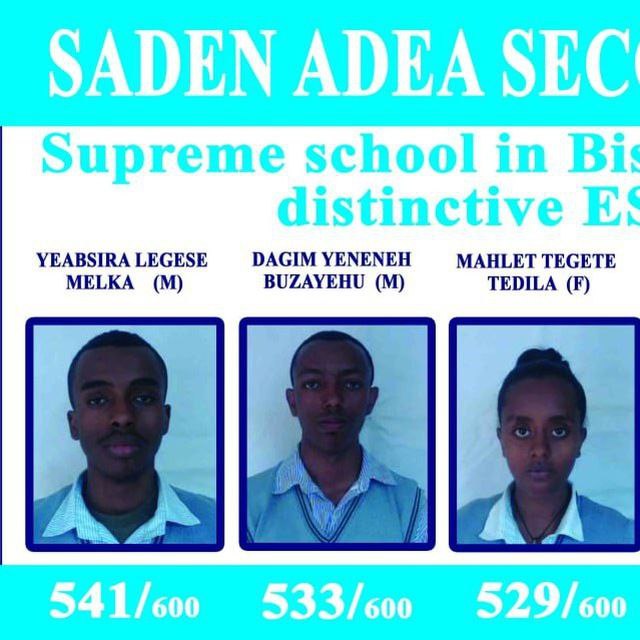 SADEN ADEA SEC
Supreme school in Bis
distinctive ES
YEABSIRA LEGESE
MELKA (M)
DAGIM YENENEH
BUZAYEHU (M)
MAHLET TEGETE
TEDILA (F)
541/600
533/600
529/600